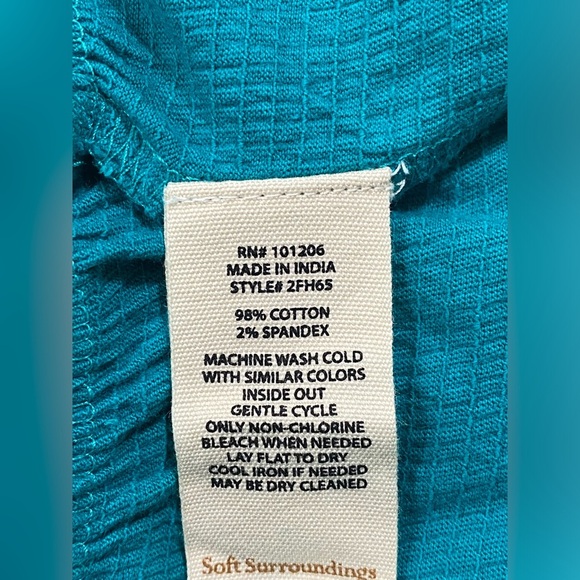 RN# 101206
MADE IN INDIA
STYLE# 2FH65
98% COTTON
2% SPANDEX
MACHINE WASH COLD
WITH SIMILAR COLORS
INSIDE OUT
GENTLE CYCLE
ONLY NON-CHLORINE
BLEACH WHEN NEEDED
LAY FLAT TO DRY
COOL IRON IF NEEDED
MAY BE DRY CLEANED
Soft Surroundings